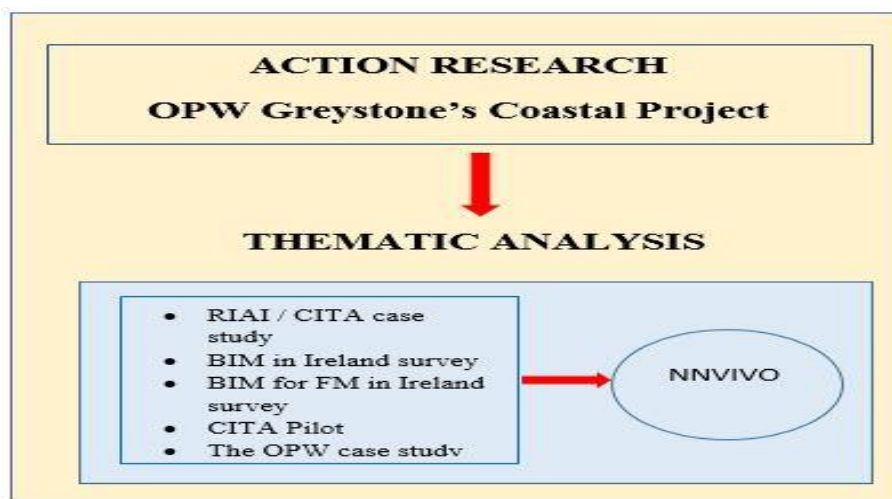 ACTION RESEARCH
OPW Greystone's Coastal Project
THEMATIC ANALYSIS
• RIAI / CITA case
study
• BIM in Ireland survey
• BIM for FM in Ireland
survey
• CITA Pilot
• The OPW case study
NNVIVO